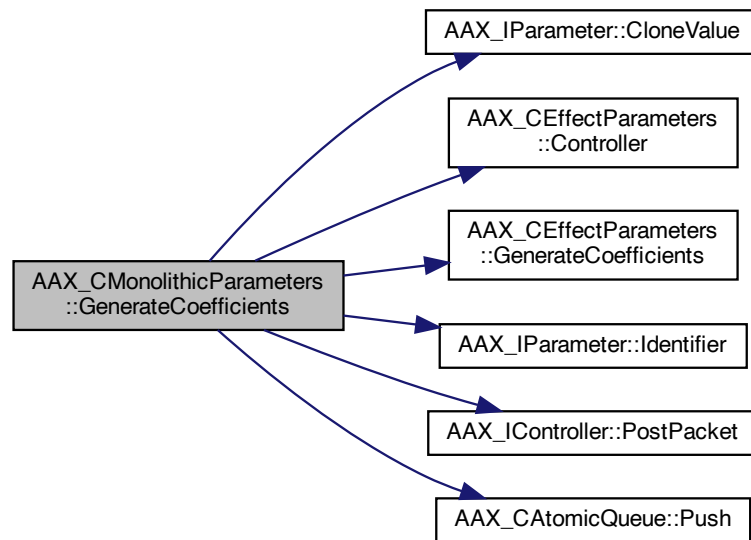 AAX_IParameter::CloneValue
AAX_CEffectParameters
::Controller
AAX_CEffectParameters
::GenerateCoefficients
AAX_CMonolithicParameters
::GenerateCoefficients
AAX_IParameter::Identifier
AAX_IController::PostPacket
AAX_CAtomicQueue::Push